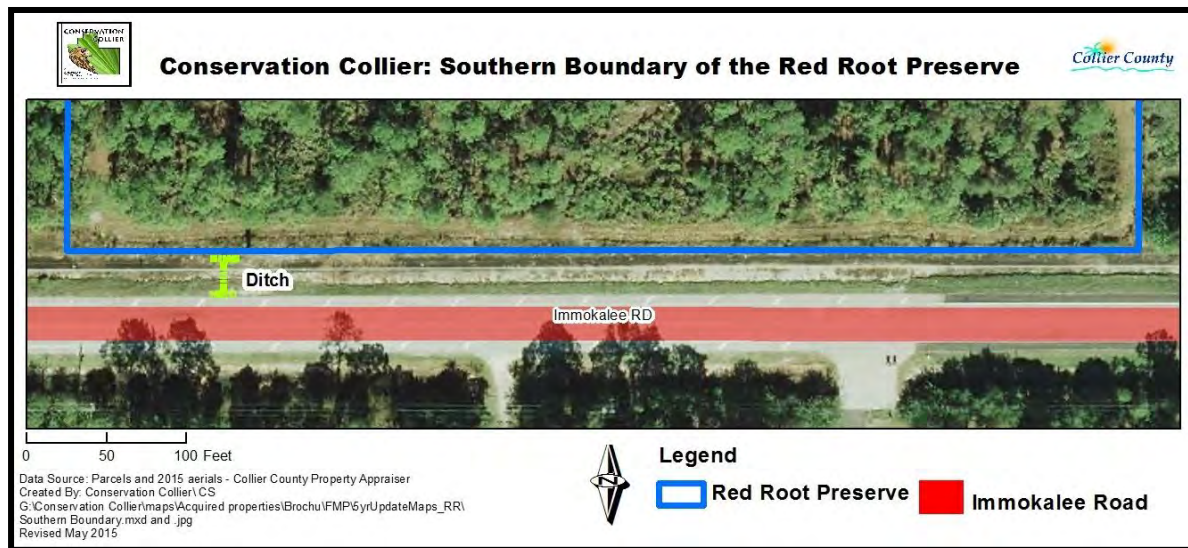 CONSERVATION
COLLIER
Conservation Collier: Southern Boundary of the Red Root Preserve
Collier County
Ditch
Immokalee RD
0 50 100 Feet
N
Legend
Red Root Preserve
Immokalee Road
Data Source: Parcels and 2015 aerials - Collier County Property Appraiser
Created By: Conservation Collier\ CS
G:\Conservation Collier\maps\Acquired properties\Brochu\FMP\5yrUpdateMaps_RR\
Southern Boundary.mxd and .jpg
Revised May 2015